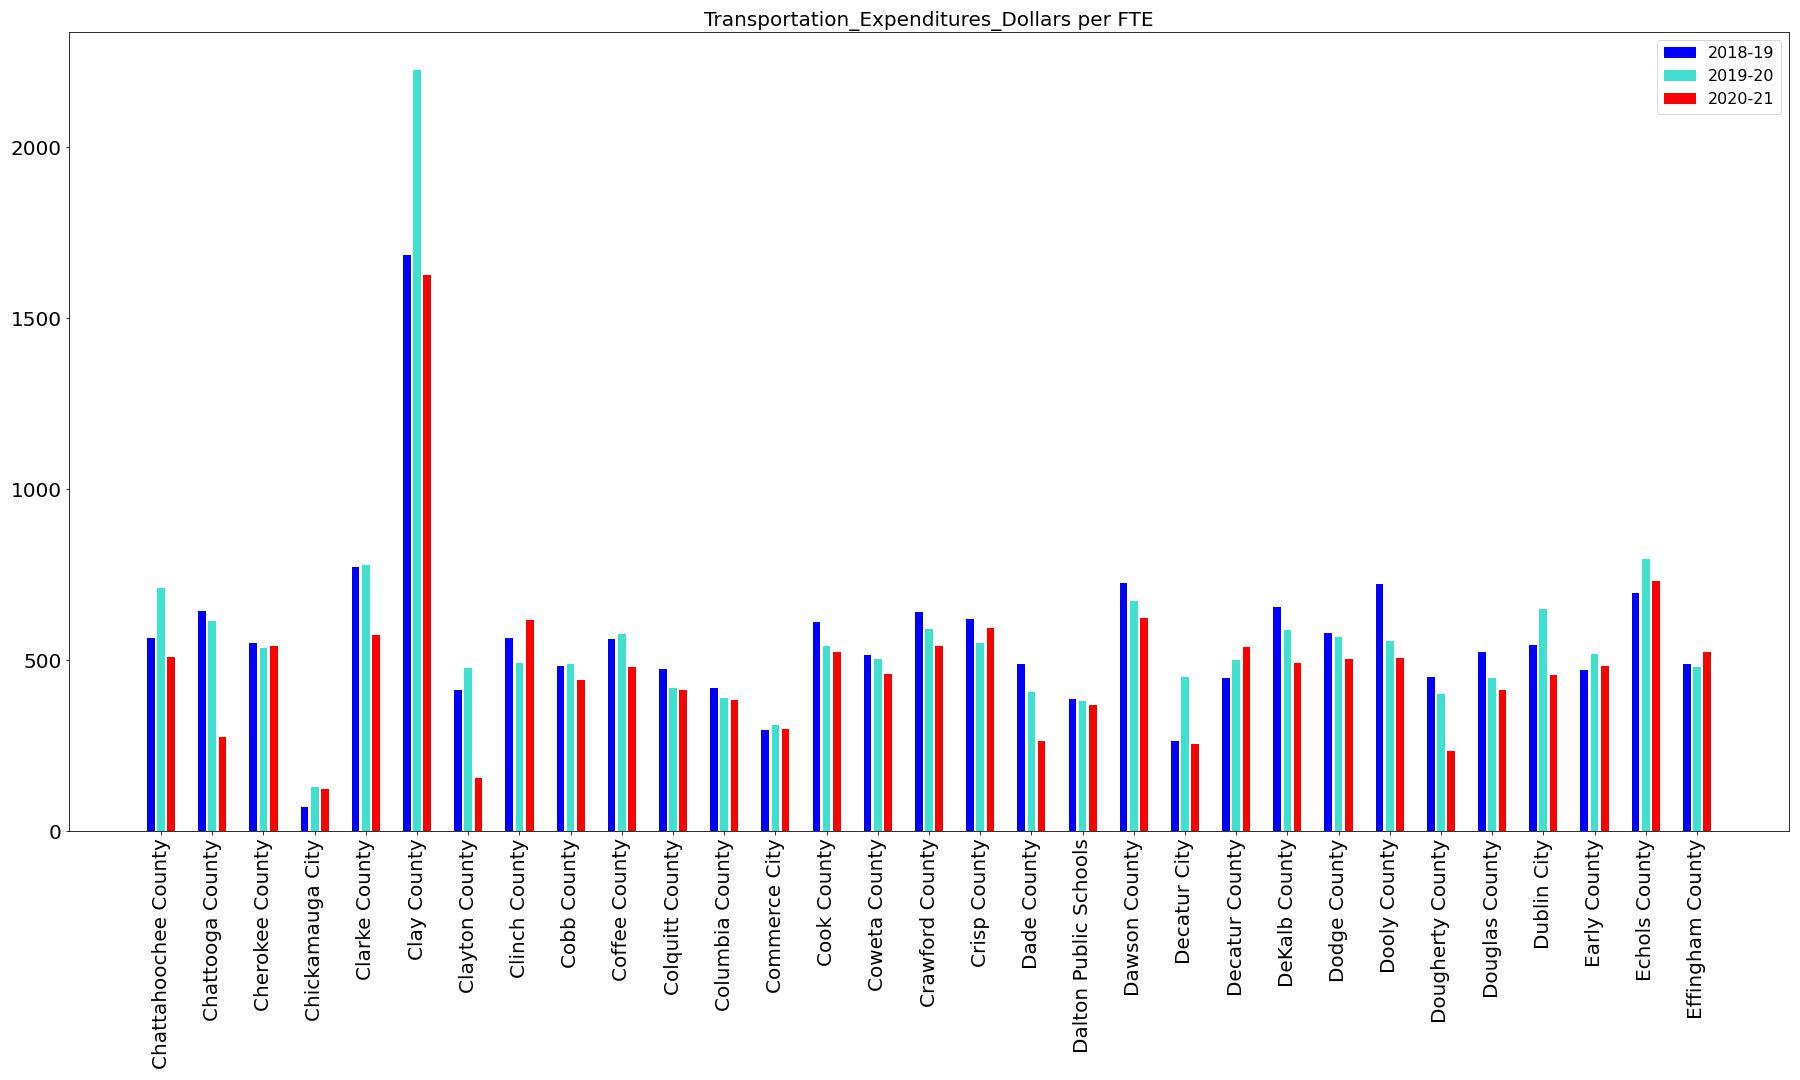 Transportation_Expenditures_Dollars per FTE
2018-19
2019-20
2020-21
2000
1500
1000
500
0
Chattahoochee County
Chattooga County
Cherokee County
Chickamauga City
Clarke County
Clay County
Clayton County
Clinch County
Cobb County
Coffee County
Colquitt County
Columbia County
Commerce City
Cook County
Coweta County
Crawford County
Crisp County
Dade County
Dalton Public Schools
Dawson County
Decatur City
Decatur County
DeKalb County
Dodge County
Dooly County
Dougherty County
Douglas County
Dublin City
Early County
Echols County
Effingham County